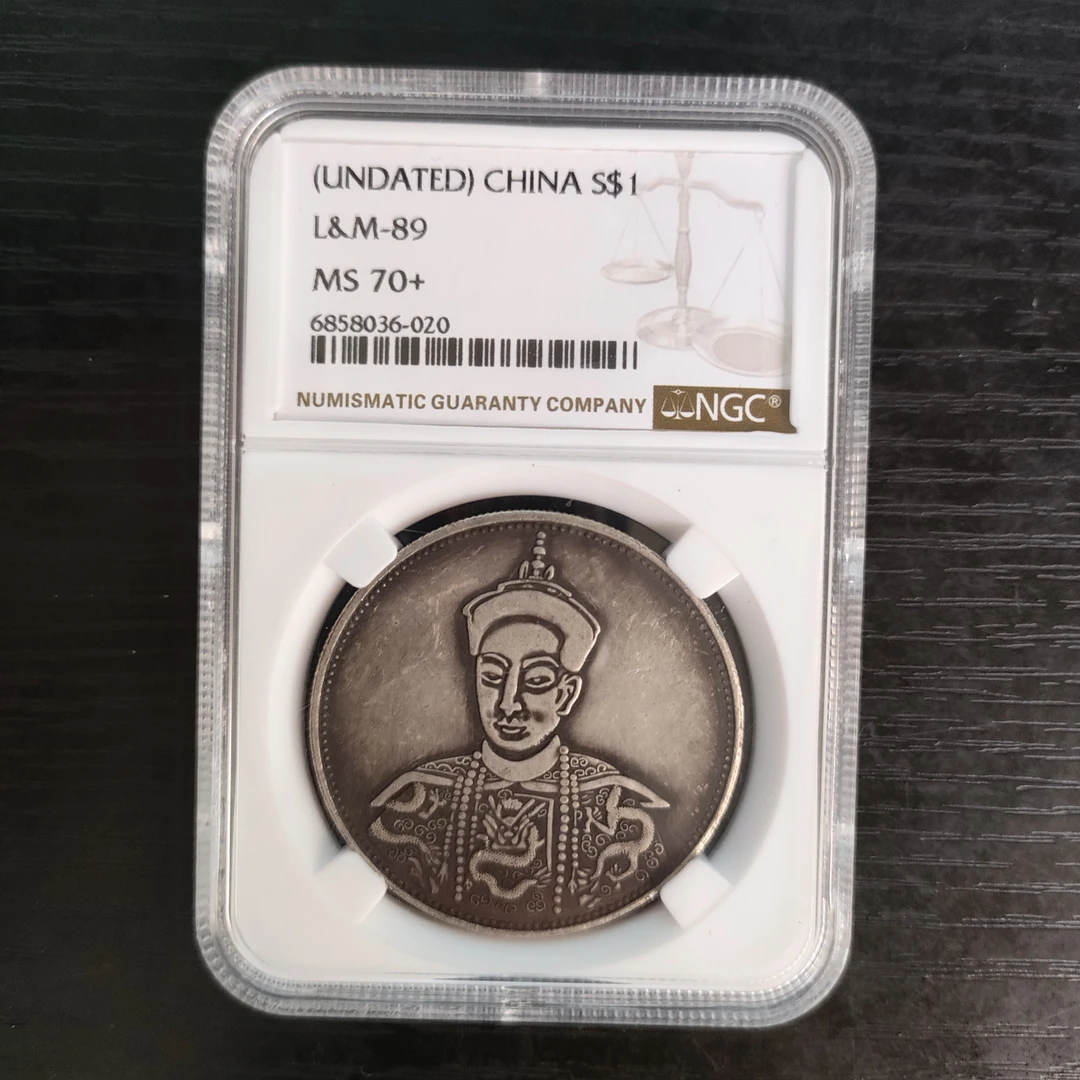 (UNDATED) CHINA S$1
L&M-89
MS 70+
6858036-020
NUMISMATIC GUARANTY COMPANY NGC®